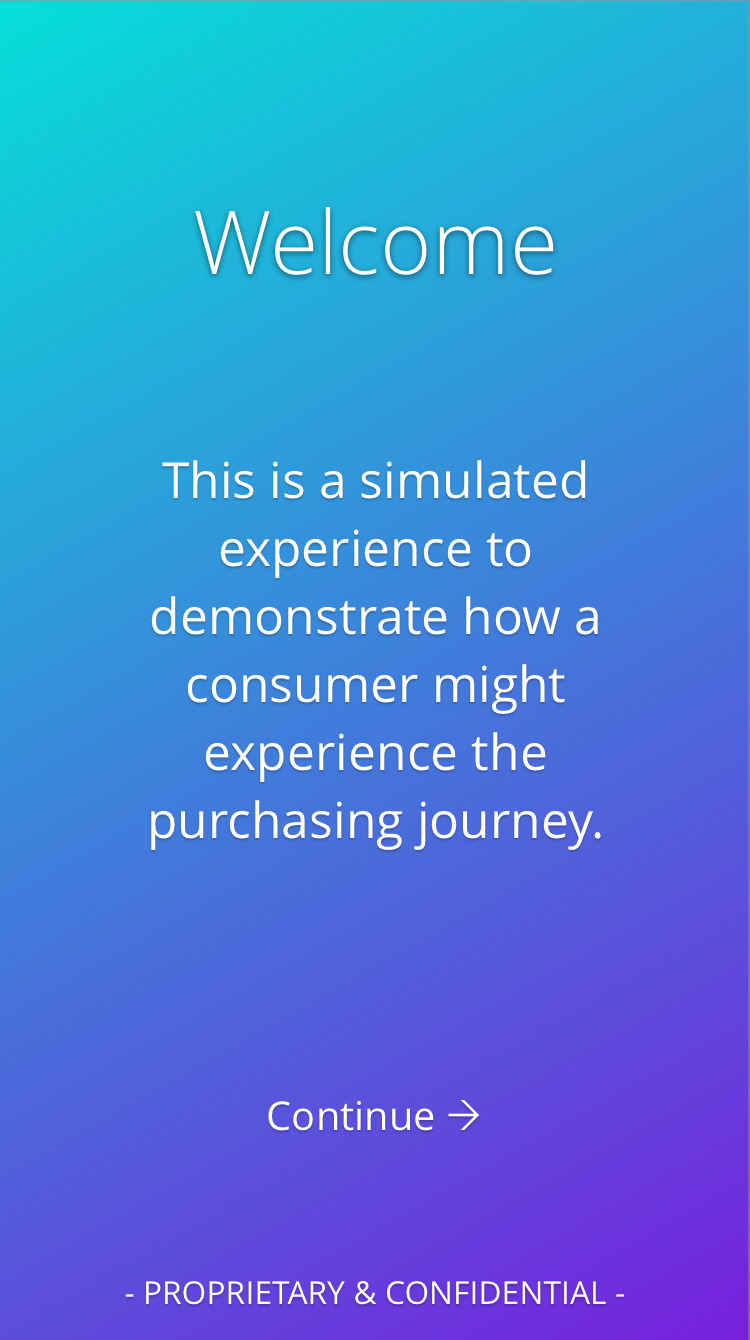 Welcome
This is a simulated
experience to
demonstrate how a
consumer might
experience the
purchasing journey.
Continue →
- PROPRIETARY & CONFIDENTIAL -